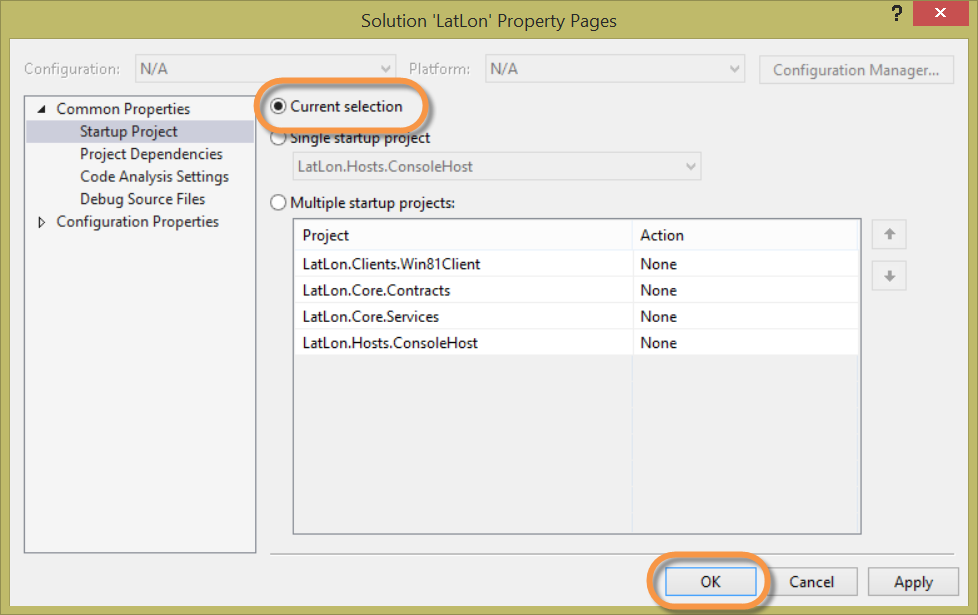 Solution 'LatLon' Property Pages
?
Configuration: N/A Platform: N/A Configuration Manager...
Common Properties
Startup Project
Project Dependencies
Code Analysis Settings
Debug Source Files
Configuration Properties
Current selection
Single startup project
LatLon.Hosts.ConsoleHost
Multiple startup projects:
Project Action
LatLon.Clients.Win81Client None
LatLon.Core.Contracts None
LatLon.Core.Services None
LatLon.Hosts.ConsoleHost None
OK Cancel Apply